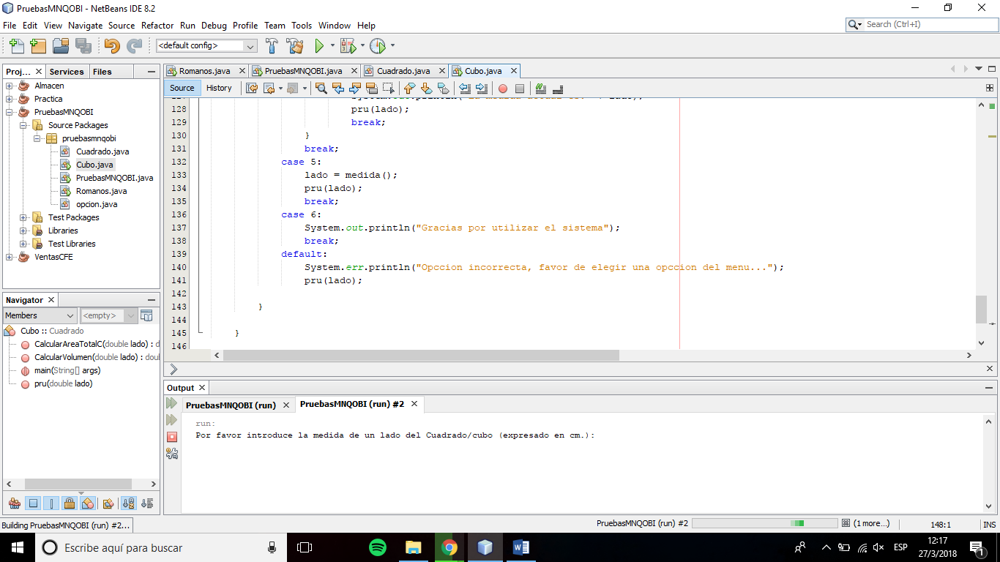 PruebasMNQOBI - NetBeans IDE 8.2
File Edit View Navigate Source Refactor Run Debug Profile Team Tools Window Help
Search (Ctrl+I)
<default config>
Proj... Services Files
Almacen
Practica
PruebasMNQOBI
Source Packages
pruebasmnqobi
Cuadrado.java
Cubo.java
PruebasMNQOBI.java
Romanos.java
opcion.java
Test Packages
Libraries
Test Libraries
VentasCFE
Navigator
Members <empty>
Cubo :: Cuadrado
CalcularAreaTotalC(double lado) : d
CalcularVolumen(double lado) : doul
main(String[] args)
pru(double lado)
Romanos.java PruebasMNQOBI.java Cuadrado.java Cubo.java
Source History
128 pru(lado);
129 break;
130 }
131 break;
132 case 5:
133 lado = medida();
134 pru(lado);
135 break;
136 case 6:
137 System.out.println("Gracias por utilizar el sistema");
138 break;
139 default:
140 System.err.println("Opccion incorrecta, favor de elegir una opccion del menu...");
141 pru(lado);
142
143 }
144
145 }
146
Output
PruebasMNQOBI (run) PruebasMNQOBI (run) #2
run:
Por favor introduce la medida de un lado del Cuadrado/cubo (expresado en cm.):
Building PruebasMNQOBI (run) #2... PruebasMNQOBI (run) #2 (1 more...) 148:1 INS
Escribe aquí para buscar
ESP
12:17
27/3/2018
1